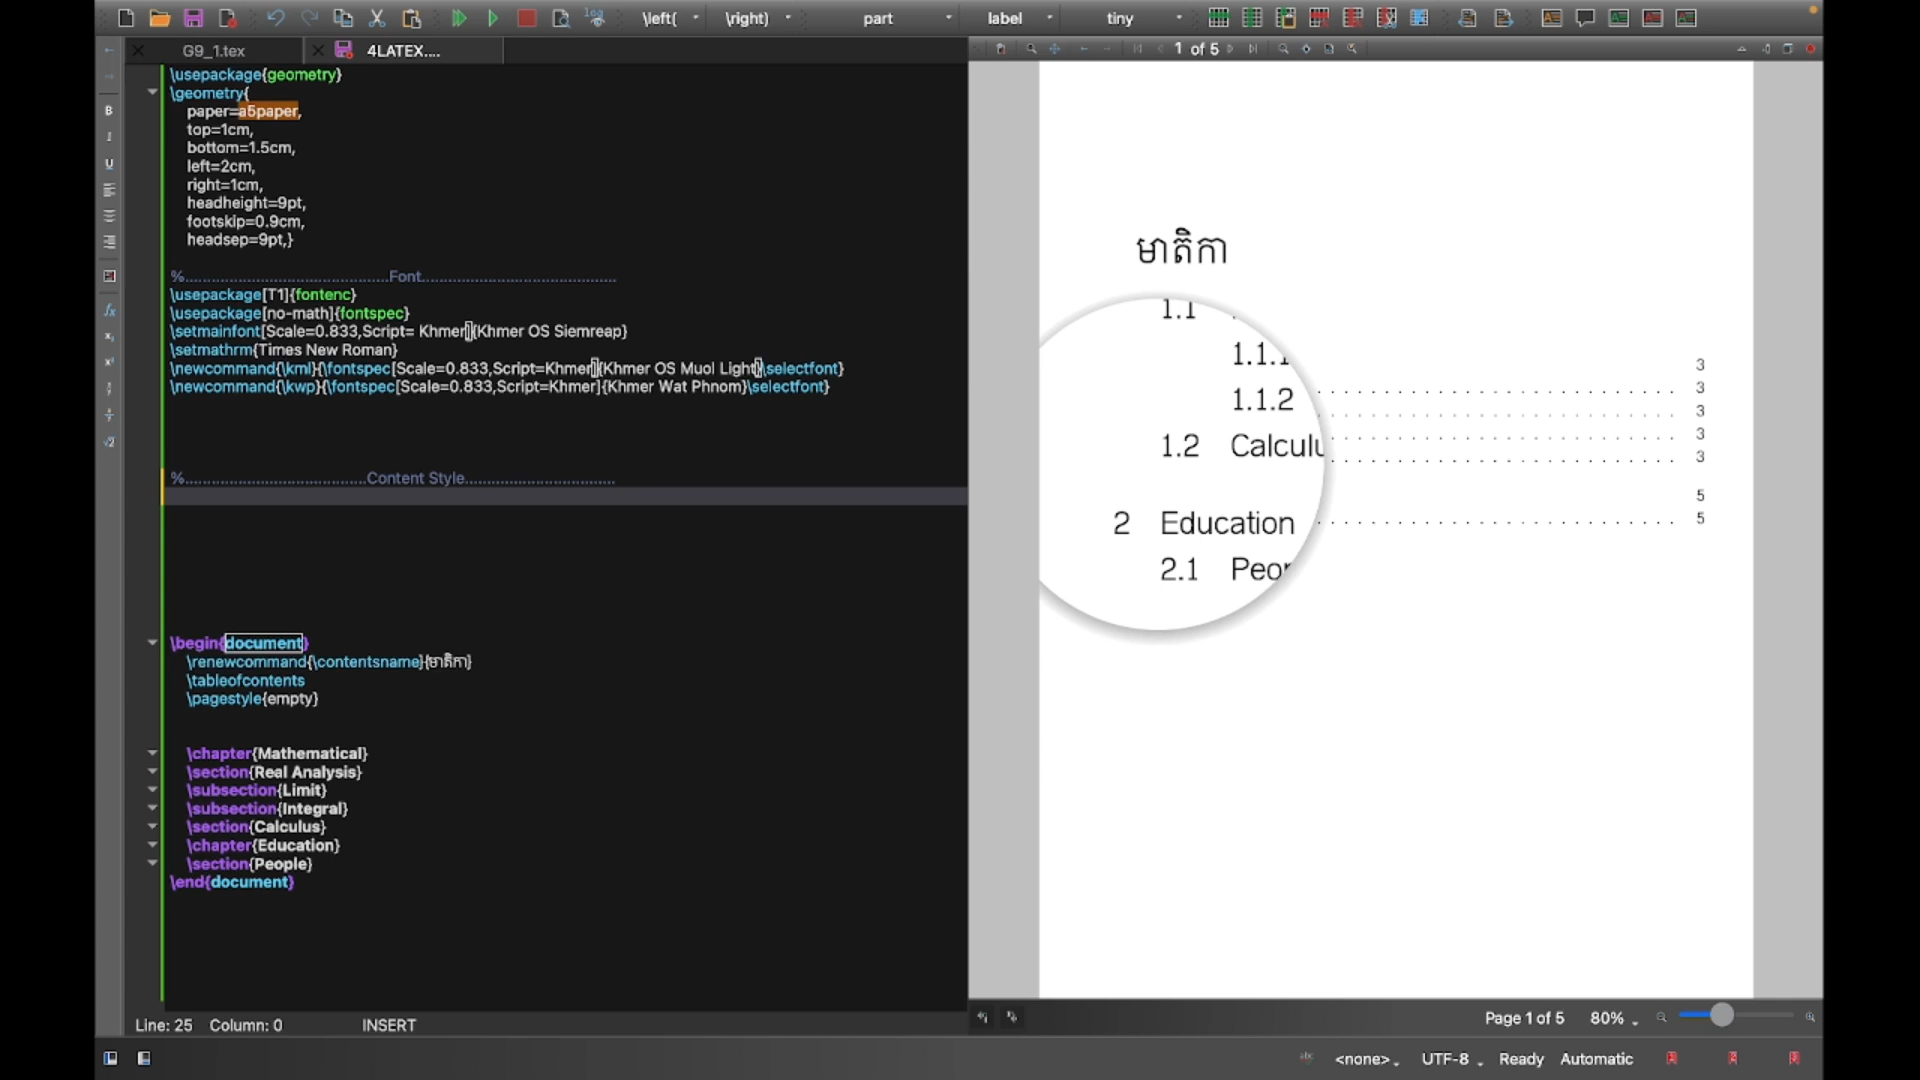 \left( \right) part label tiny
G9_1.tex 4LATEX....
1 of 5
\usepackage{geometry}
\geometry{
paper=a5paper,
top=1cm,
bottom=1.5cm,
left=2cm,
right=1cm,
headheight=9pt,
footskip=0.9cm,
headsep=9pt,}
%..............................................Font............................................
\usepackage[T1]{fontenc}
\usepackage[no-math]{fontspec}
\setmainfont[Scale=0.833,Script= Khmer]{Khmer OS Siemreap}
\setmathrm{Times New Roman}
\newcommand{\kml}{\fontspec[Scale=0.833,Script=Khmer]{Khmer OS Muol Light}\selectfont}
\newcommand{\kwp}{\fontspec[Scale=0.833,Script=Khmer]{Khmer Wat Phnom}\selectfont}
%.........................................Content Style..................................
\begin{document}
\renewcommand{\contentsname}{មាតិកា}
\tableofcontents
\pagestyle{empty}
\chapter{Mathematical}
\section{Real Analysis}
\subsection{Limit}
\subsection{Integral}
\section{Calculus}
\chapter{Education}
\section{People}
\end{document}
Line: 25 Column: 0 INSERT
មាតិកា
1.1
1.1.1
3
1.1.2 3
3
1.2 Calculu 3
3
2 Education 5
5
2.1 Peop
Page 1 of 5 80%
<none> UTF-8 Ready Automatic